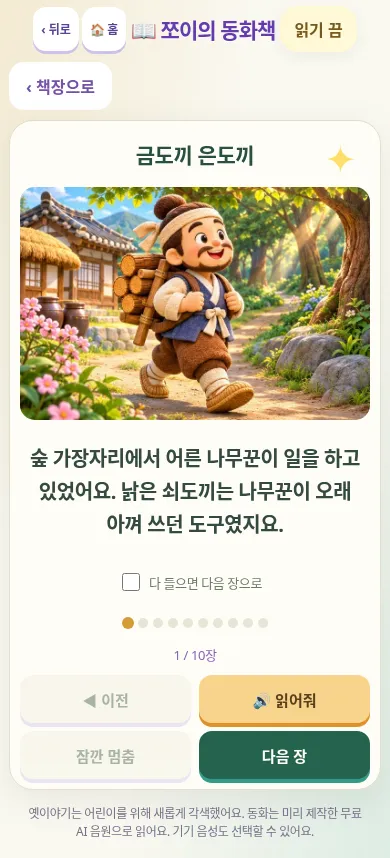 ‹ 뒤로
🏠 홈
📖 쪼이의 동화책
읽기 끔
‹ 책장으로
금도끼 은도끼
숲 가장자리에서 어른 나무꾼이 일을 하고
있었어요. 낡은 쇠도끼는 나무꾼이 오래
아껴 쓰던 도구였지요.
다 들으면 다음 장으로
1 / 10장
◀ 이전
🔊 읽어줘
잠깐 멈춤
다음 장
옛이야기는 어린이를 위해 새롭게 각색했어요. 동화는 미리 제작한 무료
AI 음원으로 읽어요. 기기 음성도 선택할 수 있어요.